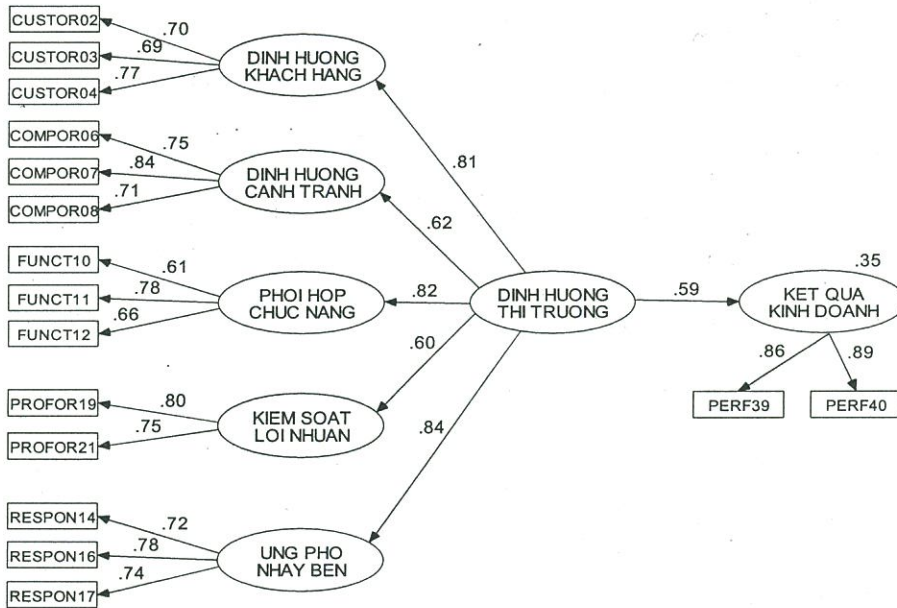 CUSTOR02
.70
CUSTOR03
.69
CUSTOR04
.77
DINH HUONG
KHACH HANG
.81
COMPOR06
.75
COMPOR07
.84
COMPOR08
.71
DINH HUONG
CANH TRANH
.62
FUNCT10
.61
FUNCT11
.78
FUNCT12
.66
PHOI HOP
CHUC NANG
.82
DINH HUONG
THI TRUONG
.59
.35
KET QUA
KINH DOANH
.86
.89
PERF39
PERF40
.60
PROFOR19
.80
PROFOR21
.75
KIEM SOAT
LOI NHUAN
.84
RESPON14
.72
RESPON16
.78
RESPON17
.74
UNG PHO
NHAY BEN